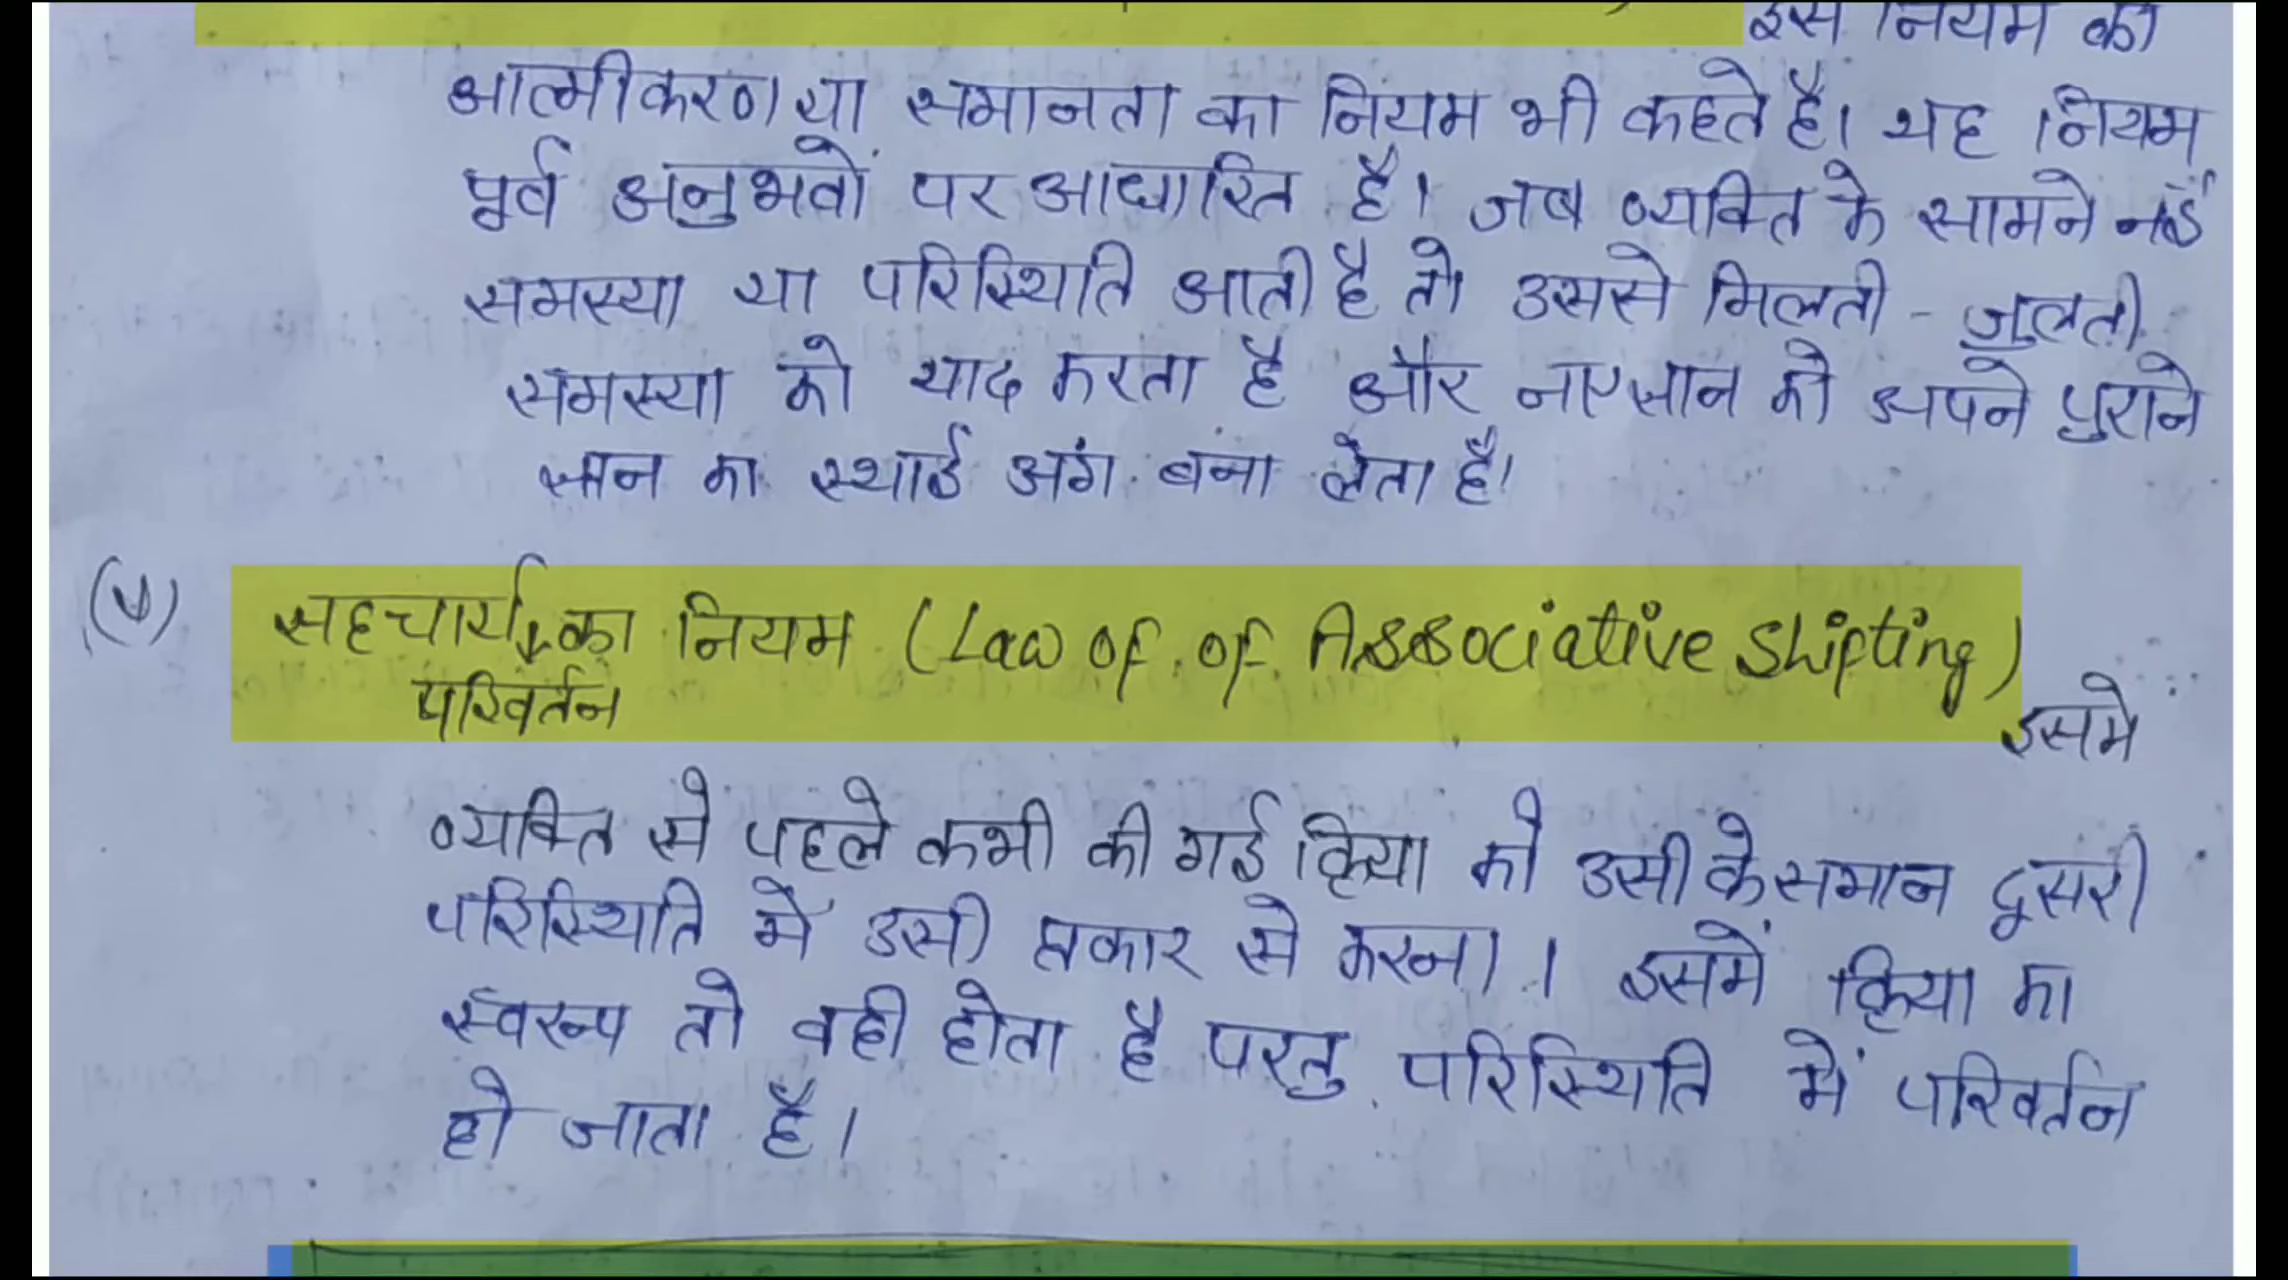 इस नियम को
आत्मीकरण या समानता का नियम भी कहते है। यह नियम
पूर्व अनुभवों पर आधारित है। जब व्यक्ति के सामने नई
समस्या या परिस्थिति आती है तो उससे मिलती - जुलती
समस्या को याद करता है और नए ज्ञान को अपने पुराने
ज्ञान का स्थाई अंग बना लेता है।
(v) सहचार्य का नियम (Law of of Associative Shifting)
परिवर्तन
इसमे
व्यक्ति से पहले कभी की गई क्रिया को उसी के समान दूसरी
परिस्थिति में उसी प्रकार से करना। इसमें क्रिया का
स्वरूप तो वही होता है परतु परिस्थिति में परिवर्तन
हो जाता है।